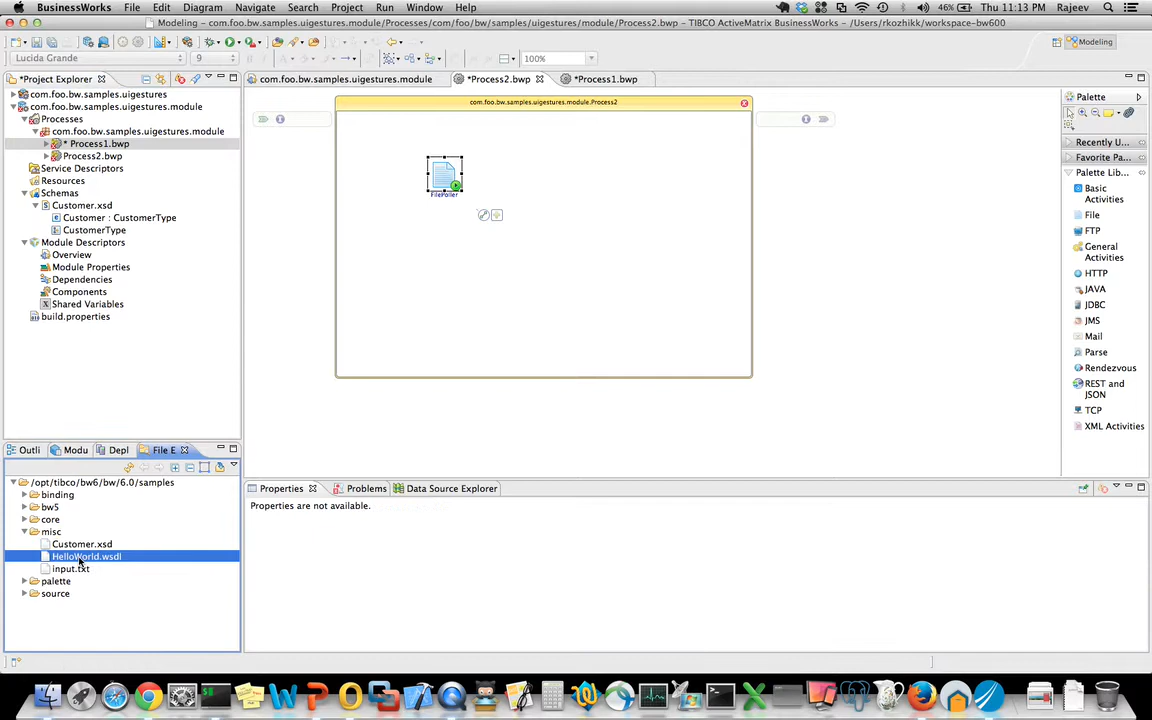 BusinessWorks File Edit Diagram Navigate Search Project Run Window Help 46% Thu 11:13 PM Rajeev
Modeling - com.foo.bw.samples.uigestures.module/Processes/com/foo/bw/samples/uigestures/module/Process2.bwp - TIBCO ActiveMatrix BusinessWorks - /Users/rkozhikk/workspace-bw600
Lucida Grande 9 100% Modeling
*Project Explorer
com.foo.bw.samples.uigestures
com.foo.bw.samples.uigestures.module
Processes
com.foo.bw.samples.uigestures.module
* Process1.bwp
Process2.bwp
Service Descriptors
Resources
Schemas
Customer.xsd
Customer : CustomerType
CustomerType
Module Descriptors
Overview
Module Properties
Dependencies
Components
Shared Variables
build.properties
Outli Modu Depl File E
/opt/tibco/bw6/bw/6.0/samples
binding
bw5
core
misc
Customer.xsd
HelloWorld.wsdl
input.txt
palette
source
com.foo.bw.samples.uigestures.module *Process2.bwp *Process1.bwp
com.foo.bw.samples.uigestures.module.Process2
FilePoller
Properties Problems Data Source Explorer
Properties are not available.
Palette
Recently U...
Favorite Pa...
Palette Lib...
Basic
Activities
File
FTP
General
Activities
HTTP
JAVA
JDBC
JMS
Mail
Parse
Rendezvous
REST and
JSON
TCP
XML Activities